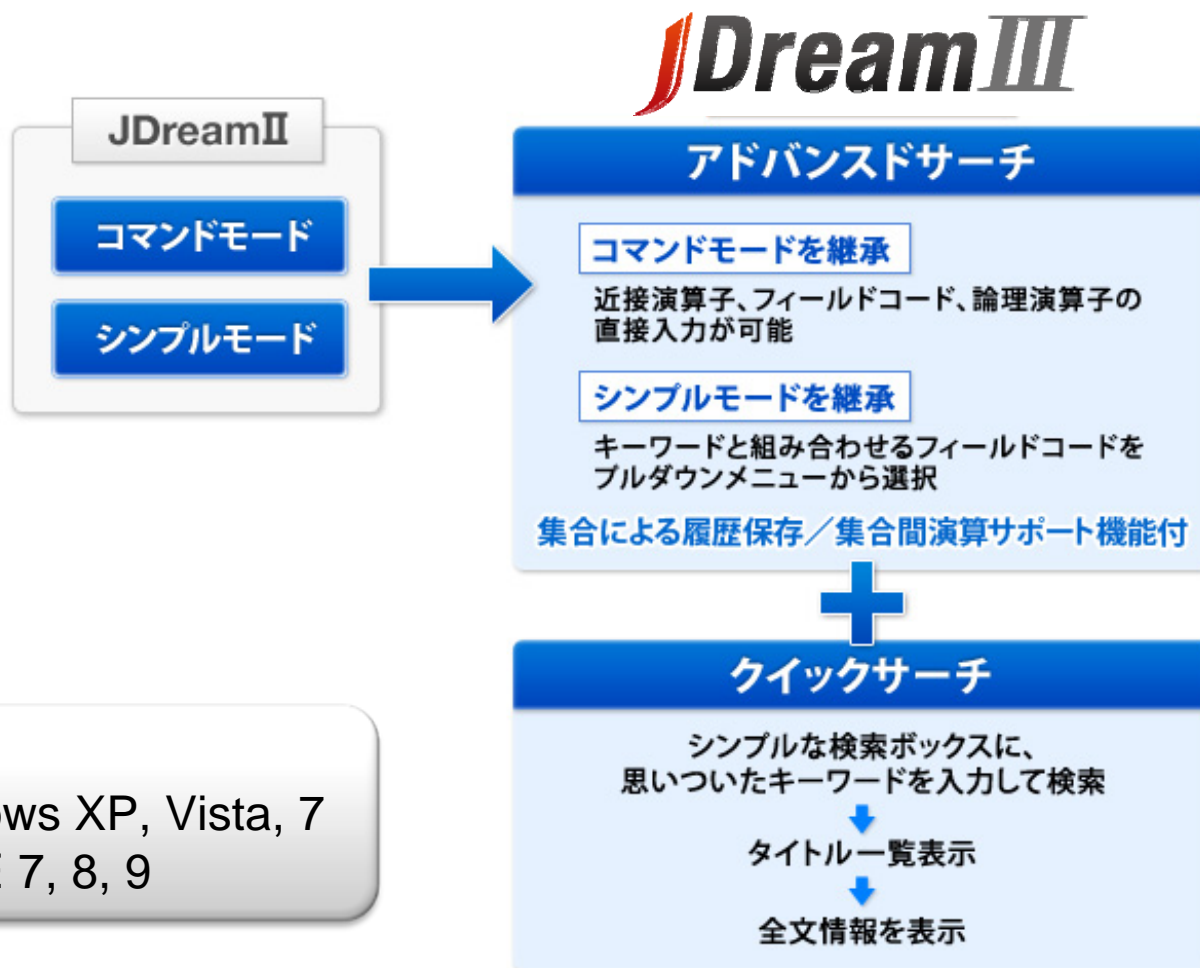 JDreamⅢ
JDreamⅡ
コマンドモード
シンプルモード
アドバンスドサーチ
コマンドモードを継承
近接演算子、フィールドコード、論理演算子の
直接入力が可能
シンプルモードを継承
キーワードと組み合わせるフィールドコードを
プルダウンメニューから選択
集合による履歴保存／集合間演算サポート機能付
クイックサーチ
シンプルな検索ボックスに、
思いついたキーワードを入力して検索
タイトル一覧表示
全文情報を表示
XP, Vista, 7
7, 8, 9